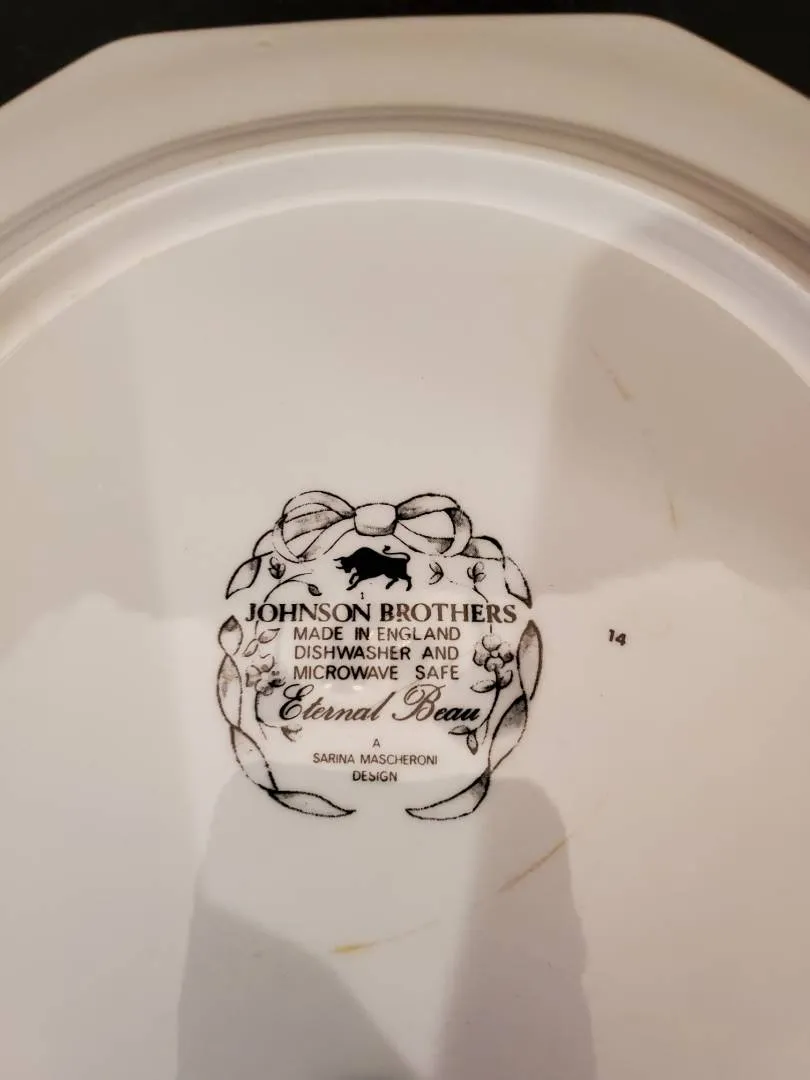 1
JOHNSON BROTHERS
MADE IN ENGLAND
DISHWASHER AND
MICROWAVE SAFE
Eternal Beau
A
SARINA MASCHERONI
DESIGN
14